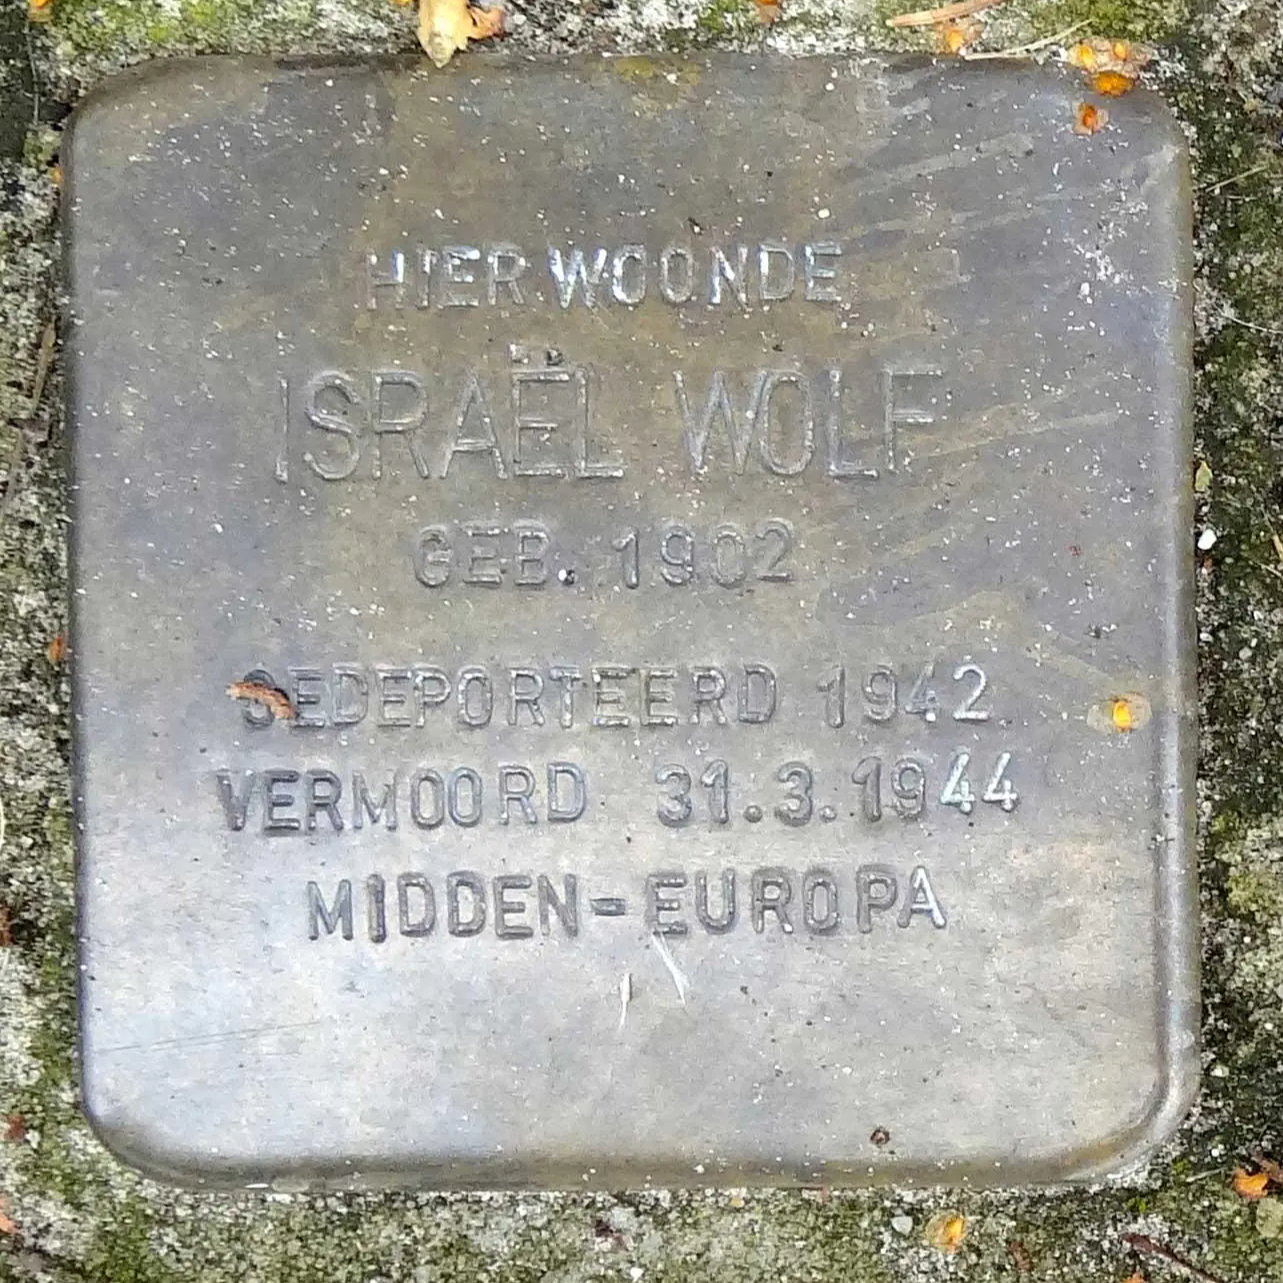 HIER WOONDE
ISRAËL WOLF
GEB. 1902
GEDEPORTEERD 1942
VERMOORD 31.3.1944
MIDDEN-EUROPA